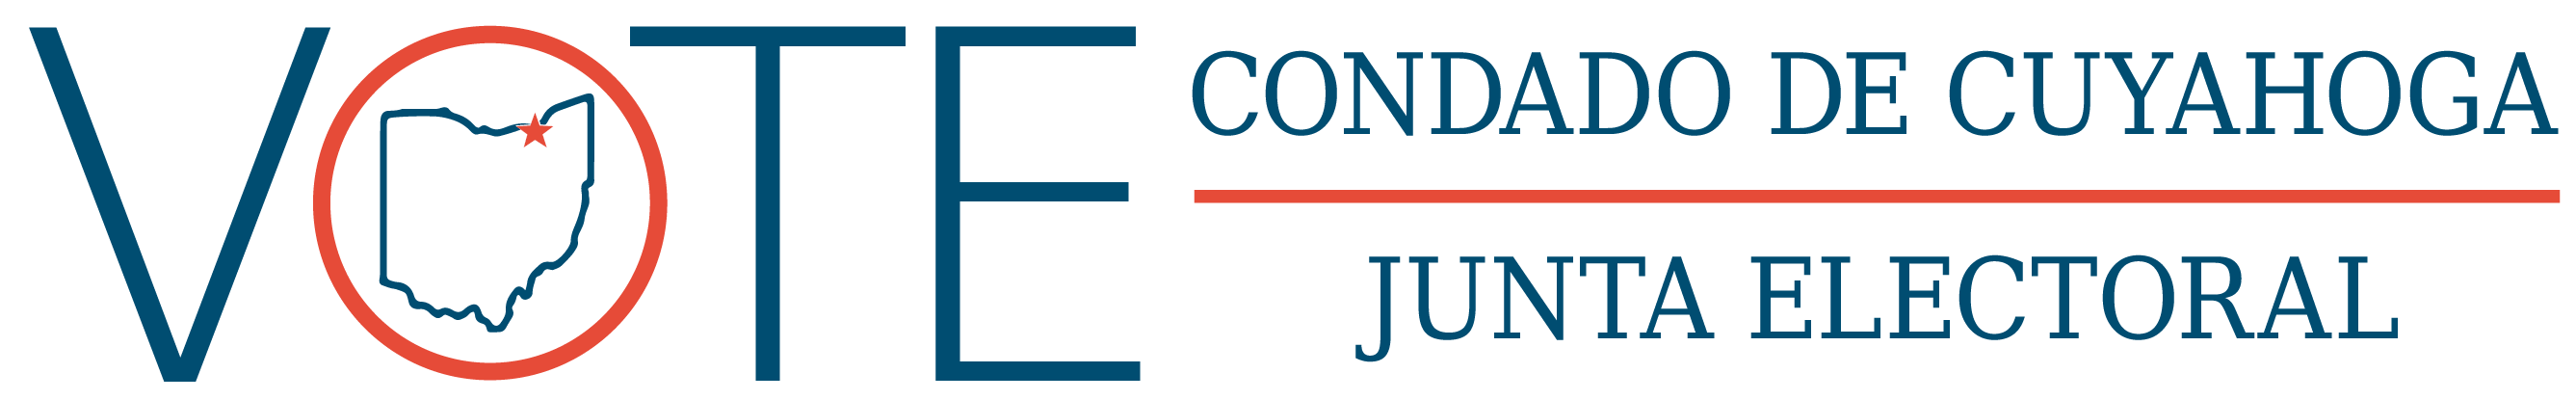 VOTE
CONDADO DE CUYAHOGA
JUNTA ELECTORAL